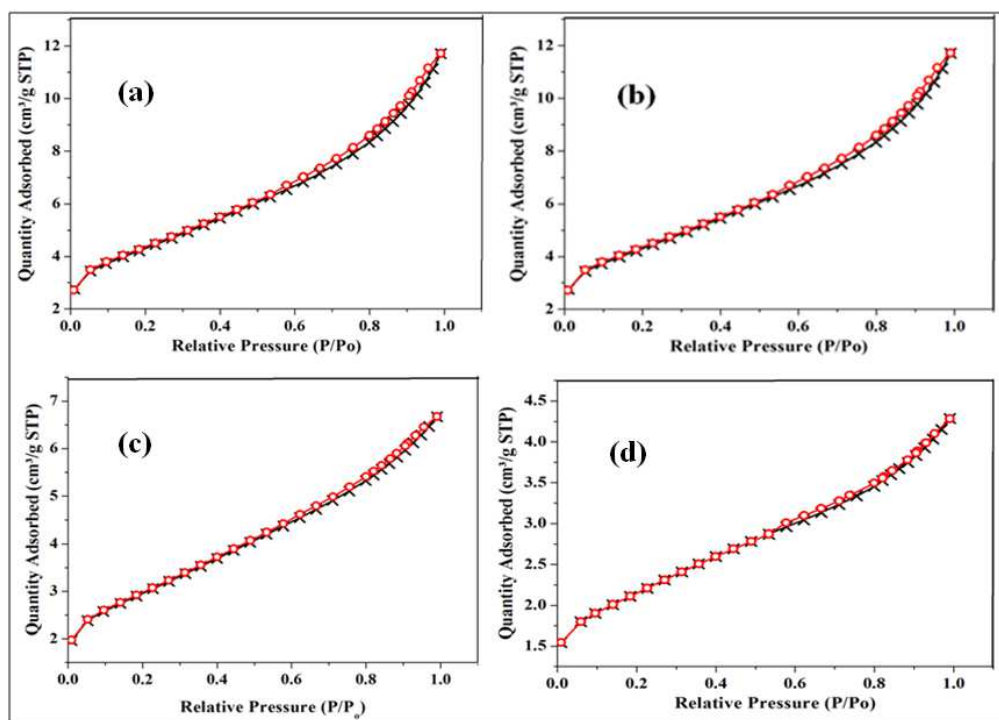 Quantity Adsorbed (cm³/g STP)
12
10
8
6
4
2
(a)
0.0 0.2 0.4 0.6 0.8 1.0
Relative Pressure (P/Po)
Quantity Adsorbed (cm³/g STP)
12
10
8
6
4
2
(b)
0.0 0.2 0.4 0.6 0.8 1.0
Relative Pressure (P/Po)
Quantity Adsorbed (cm³/g STP)
7
6
5
4
3
2
(c)
0.0 0.2 0.4 0.6 0.8 1.0
Relative Pressure (P/Pₒ)
Quantity Adsorbed (cm³/g STP)
4.5
4.0
3.5
3.0
2.5
2.0
1.5
(d)
0.0 0.2 0.4 0.6 0.8 1.0
Relative Pressure (P/Po)